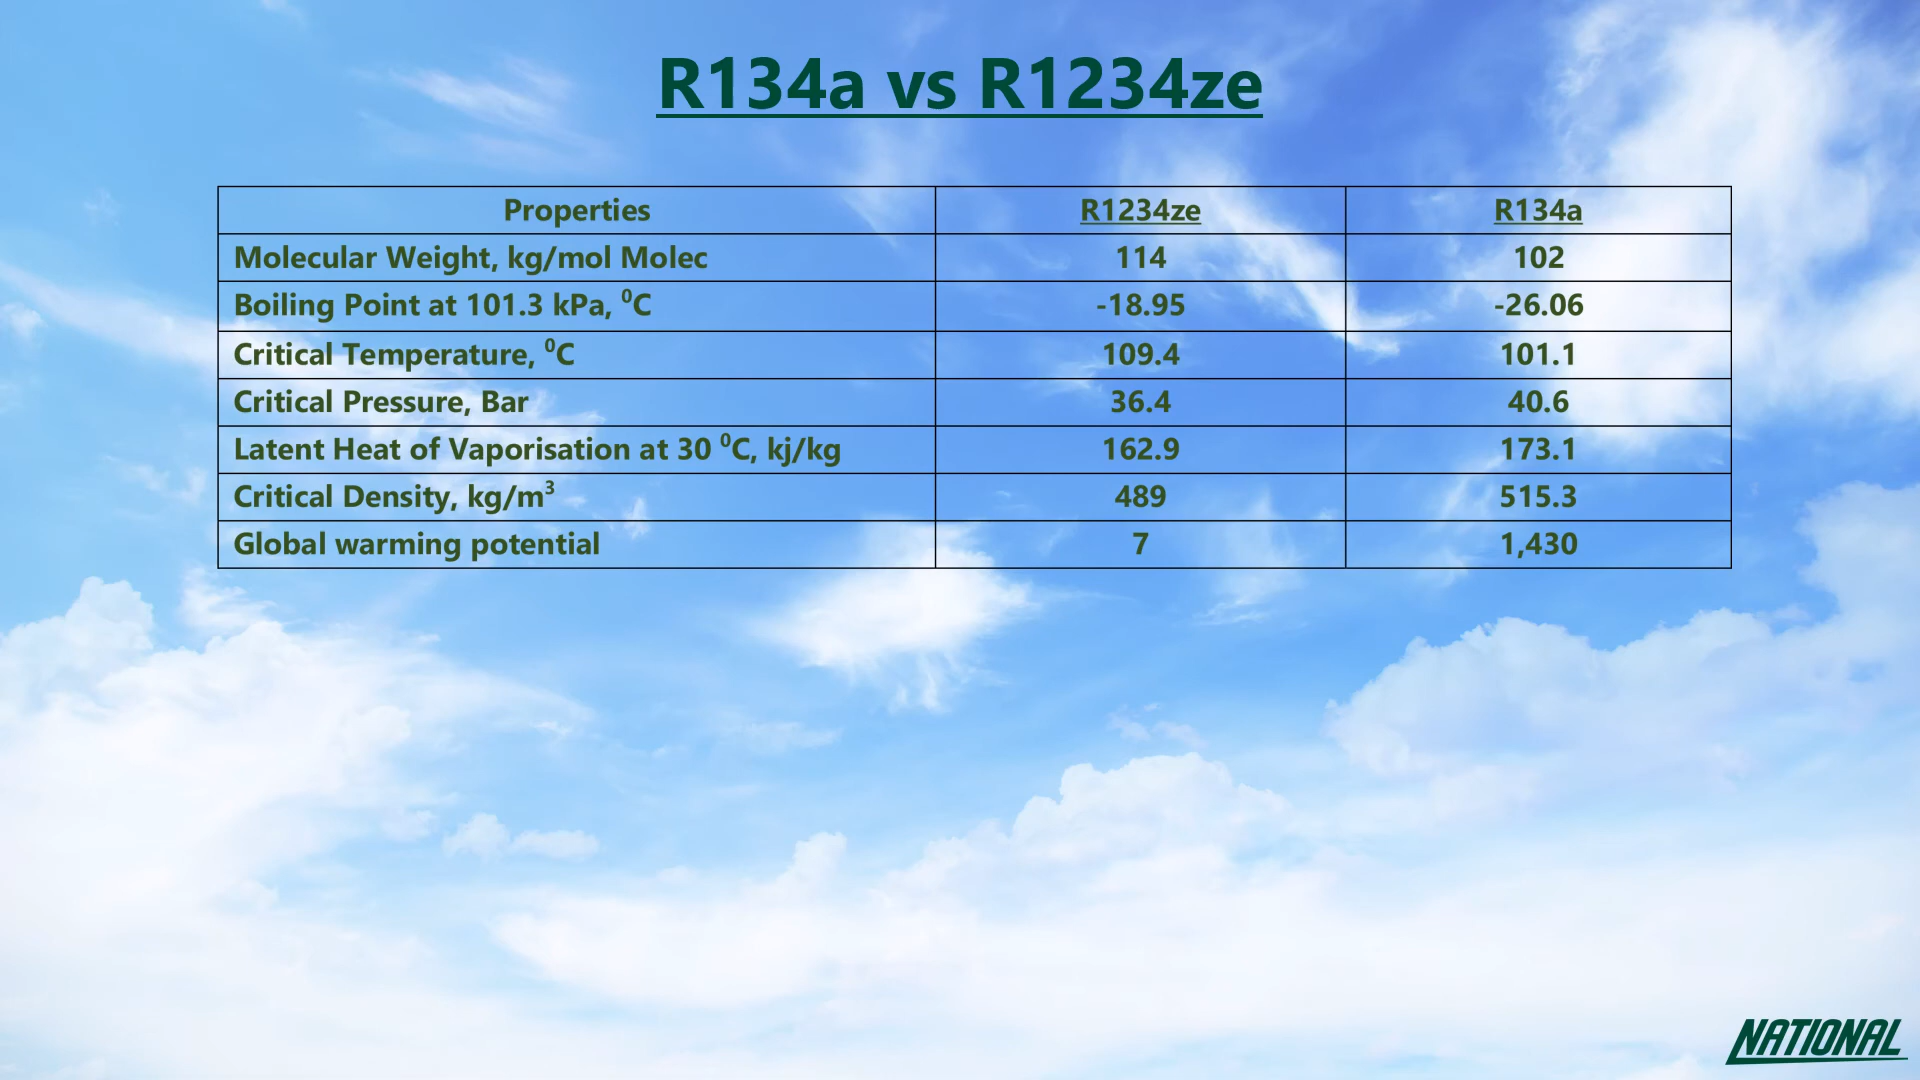 R134a vs R1234ze
Properties R1234ze R134a
Molecular Weight, kg/mol Molec 114 102
Boiling Point at 101.3 kPa, ⁰C -18.95 -26.06
Critical Temperature, ⁰C 109.4 101.1
Critical Pressure, Bar 36.4 40.6
Latent Heat of Vaporisation at 30 ⁰C, kj/kg 162.9 173.1
Critical Density, kg/m³ 489 515.3
Global warming potential 7 1,430
NATIONAL